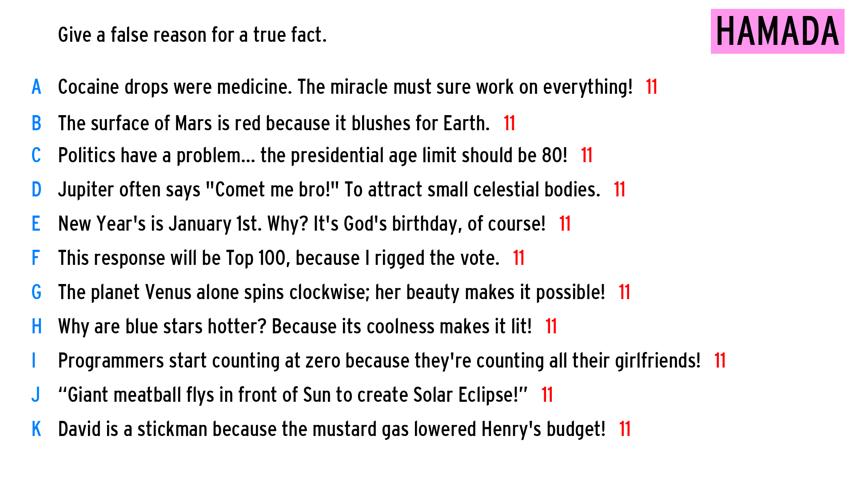 Give a false reason for a true fact.
HAMADA
A Cocaine drops were medicine. The miracle must sure work on everything! 11
B The surface of Mars is red because it blushes for Earth. 11
C Politics have a problem... the presidential age limit should be 80! 11
D Jupiter often says "Comet me bro!" To attract small celestial bodies. 11
E New Year's is January 1st. Why? It's God's birthday, of course! 11
F This response will be Top 100, because I rigged the vote. 11
G The planet Venus alone spins clockwise; her beauty makes it possible! 11
H Why are blue stars hotter? Because its coolness makes it lit! 11
I Programmers start counting at zero because they're counting all their girlfriends! 11
J “Giant meatball flys in front of Sun to create Solar Eclipse!” 11
K David is a stickman because the mustard gas lowered Henry's budget! 11